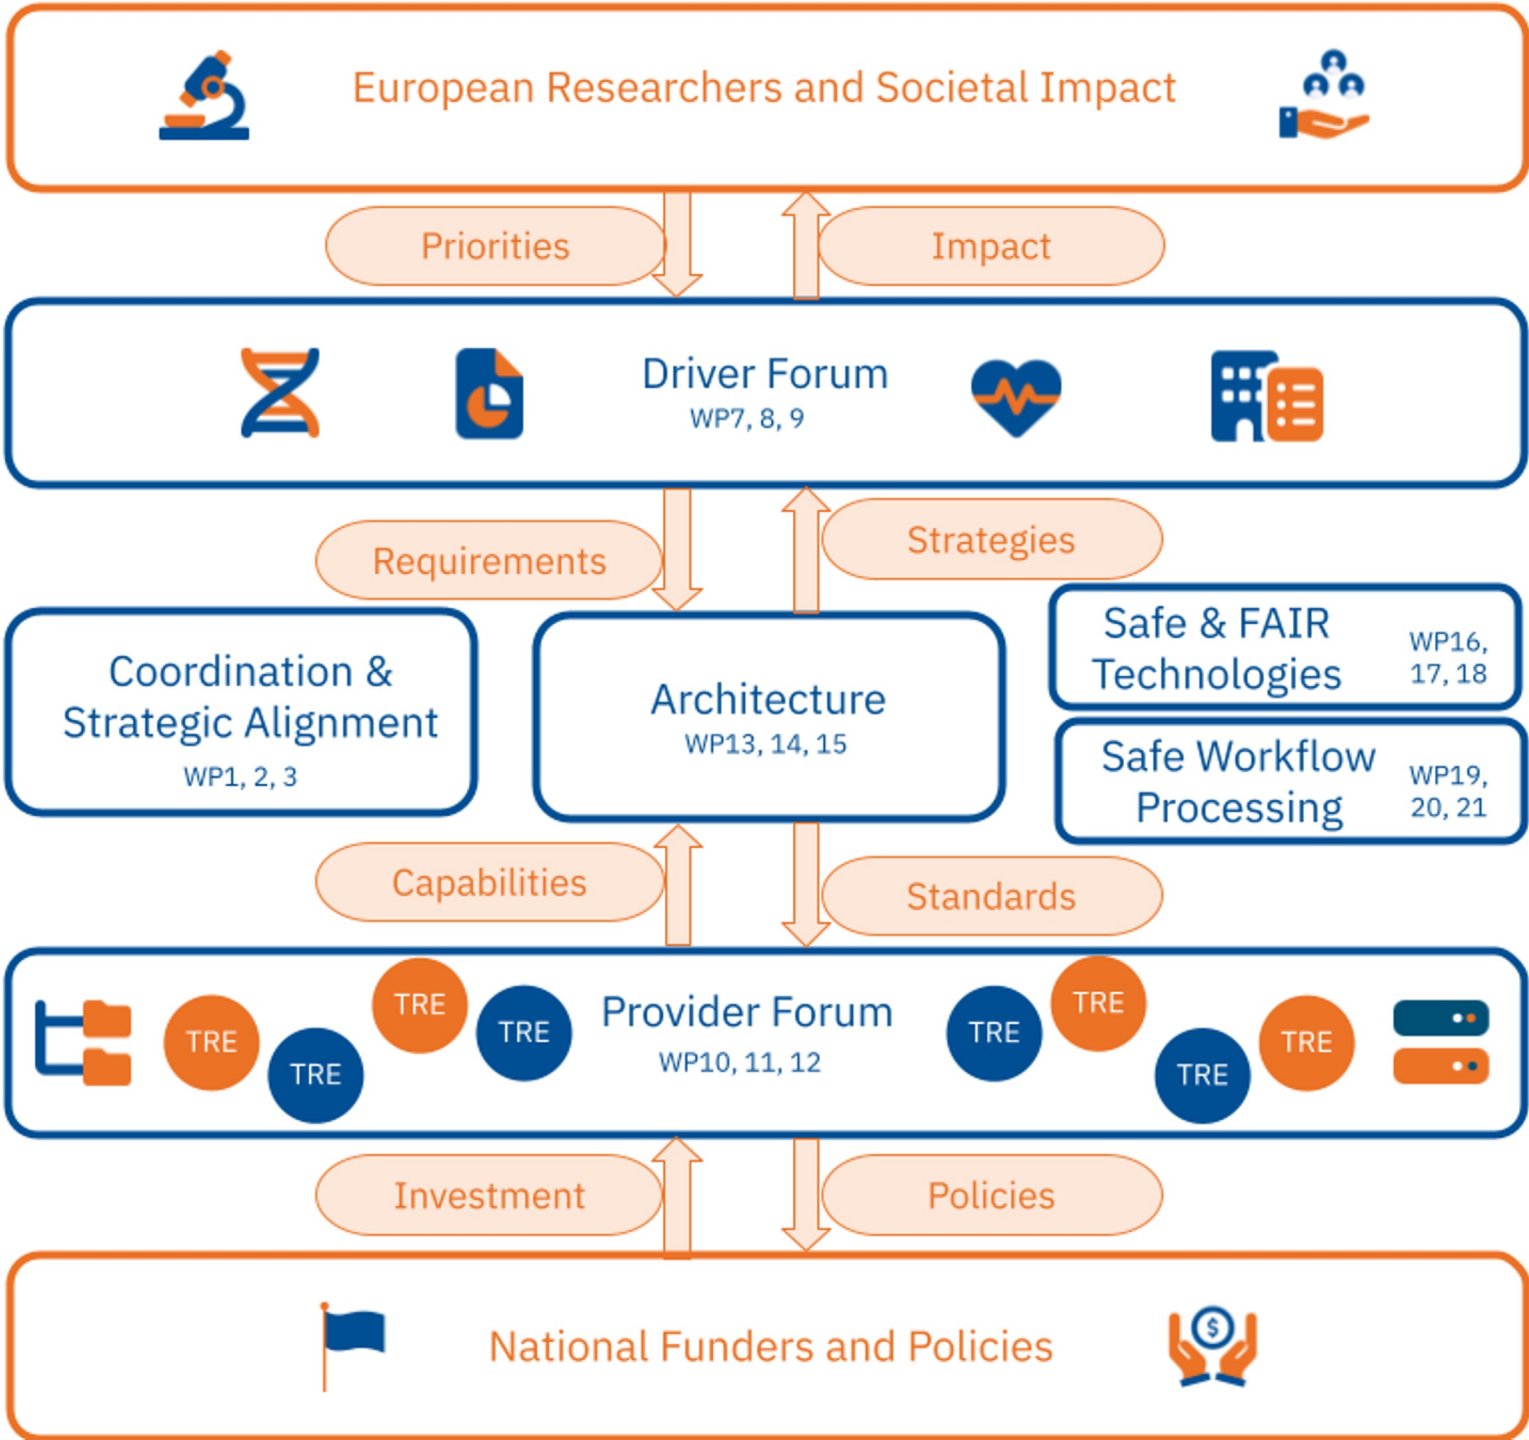 European Researchers and Societal Impact
Priorities
Impact
Driver Forum
WP7, 8, 9
Requirements
Strategies
Coordination &
Strategic Alignment
WP1, 2, 3
Architecture
WP13, 14, 15
Safe & FAIR
Technologies
WP16,
17, 18
Safe Workflow
Processing
WP19,
20, 21
Capabilities
Standards
TRE
TRE
TRE
TRE
Provider Forum
WP10, 11, 12
TRE
TRE
TRE
TRE
Investment
Policies
National Funders and Policies
$